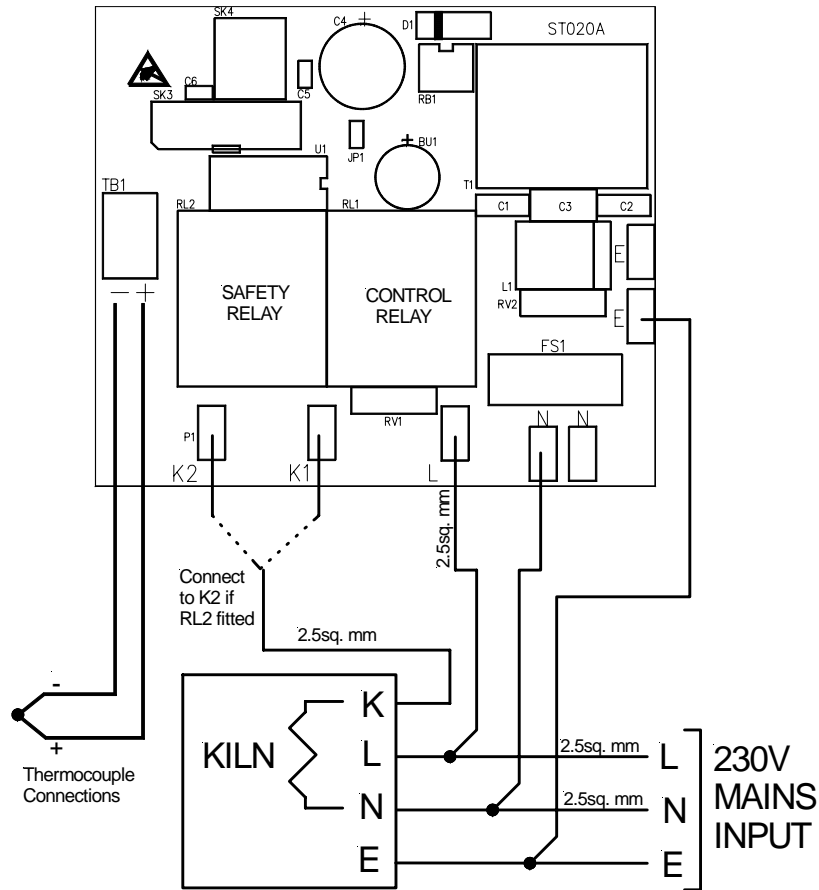 SK4
C4
+
D1
ST020A
C6
C5
RB1
SK3
JP1
+
BU1
U1
T1
TB1
RL2
RL1
C1
C3
C2
E
L1
RV2
E
SAFETY
RELAY
CONTROL
RELAY
− +
FS1
RV1
N N
P1
K2
K1
L
2.5sq. mm
Connect
to K2 if
RL2 fitted
2.5sq. mm
-
+
Thermocouple
Connections
KILN
K
L
N
E
2.5sq. mm
2.5sq. mm
L
N
E
230V
MAINS
INPUT